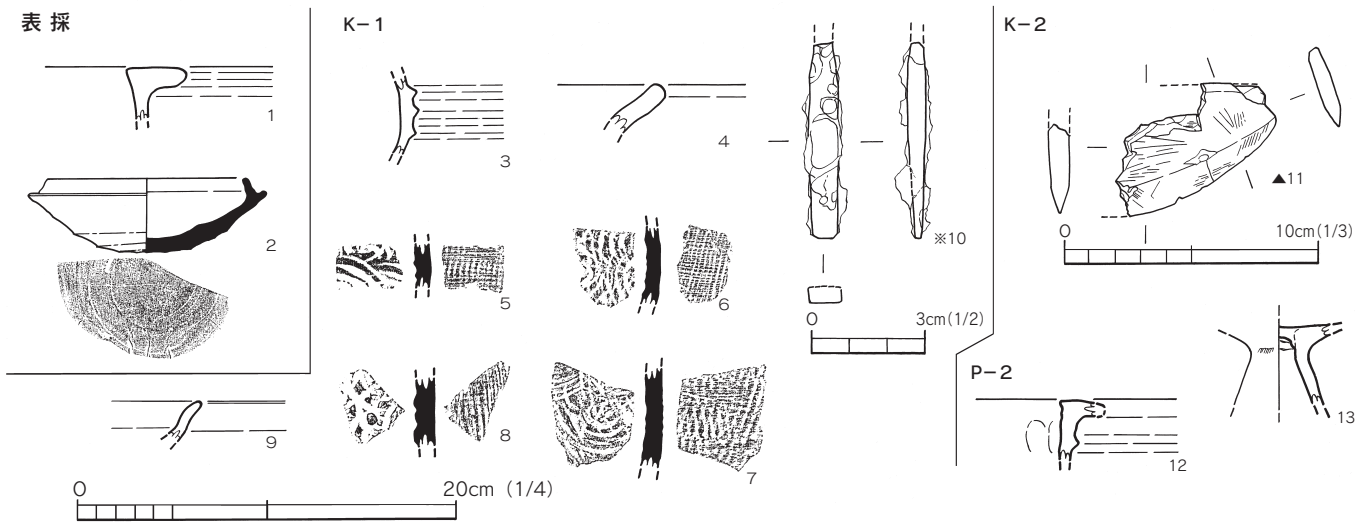 表採
1
2
K-1
3
4
5
6
7
8
9
※10
0 3cm(1/2)
0 20cm (1/4)
K-2
▲11
0 10cm(1/3)
P-2
12
13